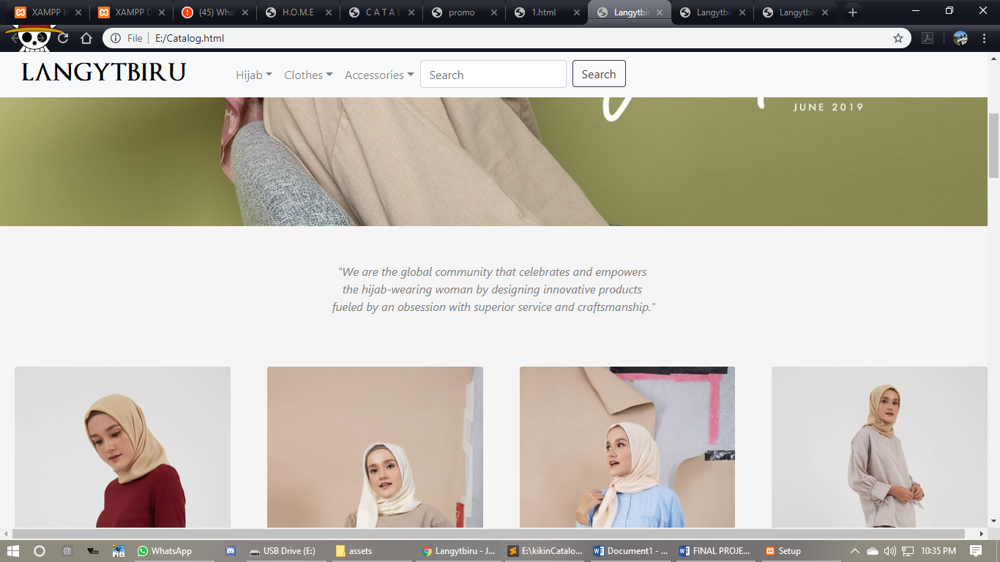 XAMPP In
XAMPP D
(45) Wha
H.O.M.E
C A T A L
promo
1.html
Langytbir
Langytbir
Langytbir
File
E:/Catalog.html
LANGYTBIRU
Hijab
Clothes
Accessories
Search
Search
JUNE 2019
"We are the global community that celebrates and empowers
the hijab-wearing woman by designing innovative products
fueled by an obsession with superior service and craftsmanship."
WhatsApp
USB Drive (E:)
assets
Langytbiru - J...
E:\kikinCatalo...
Document1 - ...
FINAL PROJE...
Setup
10:35 PM